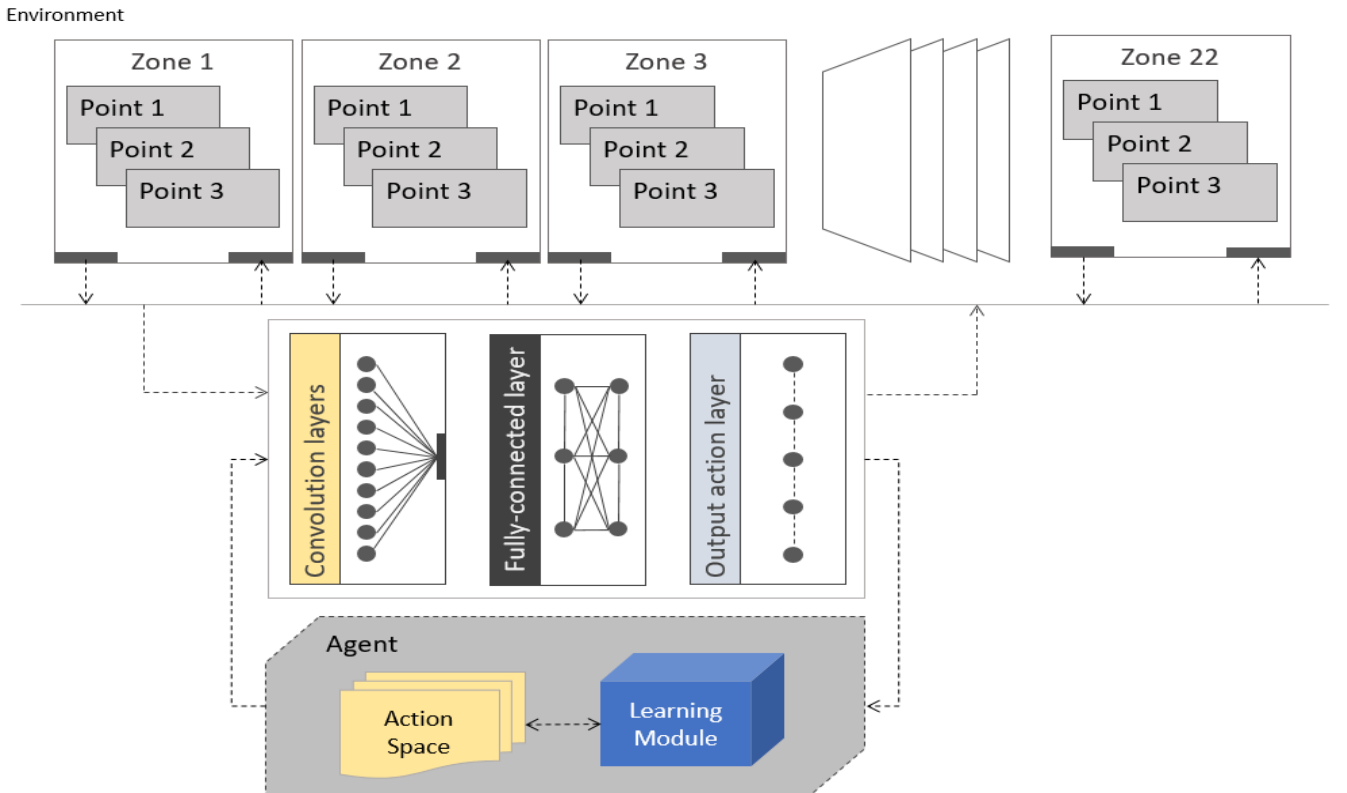 Environment
Zone 1
Point 1
Point 2
Point 3
Zone 2
Point 1
Point 2
Point 3
Zone 3
Point 1
Point 2
Point 3
Zone 22
Point 1
Point 2
Point 3
Convolution layers
Fully-connected layer
Output action layer
Agent
Action
Space
Learning
Module